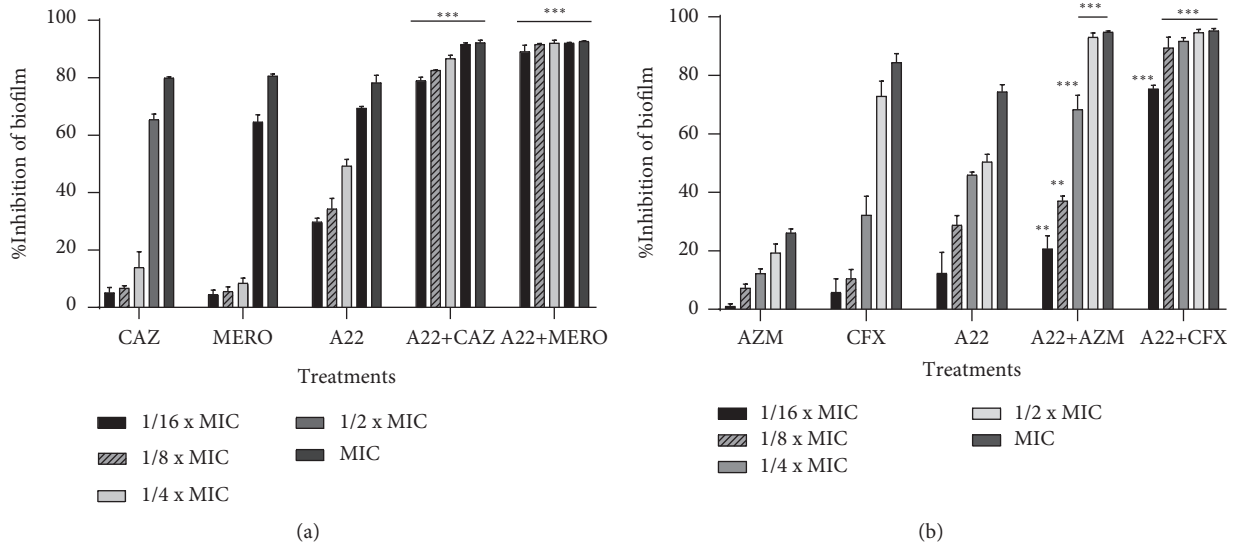 ***
***
100
80
60
40
20
0
%Inhibition of biofilm
CAZ
MERO
A22
A22+CAZ
A22+MERO
Treatments
1/16 x MIC
1/8 x MIC
1/4 x MIC
1/2 x MIC
MIC
(a)
***
***
***
***
**
**
100
80
60
40
20
0
%Inhibition of biofilm
AZM
CFX
A22
A22+AZM
A22+CFX
Treatments
1/16 x MIC
1/8 x MIC
1/4 x MIC
1/2 x MIC
MIC
(b)